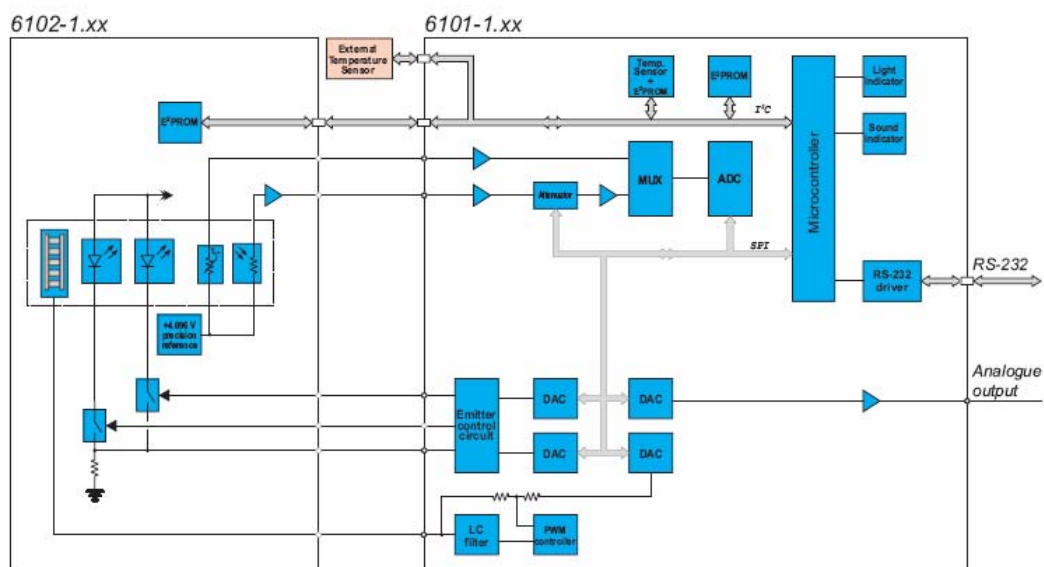 6102-1.xx
6101-1.xx
External
Temperature
Sensor
Temp.
Sensor
+
E²PROM
E²PROM
Light
indicator
E²PROM
I²C
Sound
indicator
Microcontroller
MUX
ADC
Attenuator
SPI
RS-232
driver
RS-232
+4.096 V
precision
reference
Analogue
output
Emitter
control
circuit
DAC
DAC
DAC
DAC
LC
filter
PWM
controller